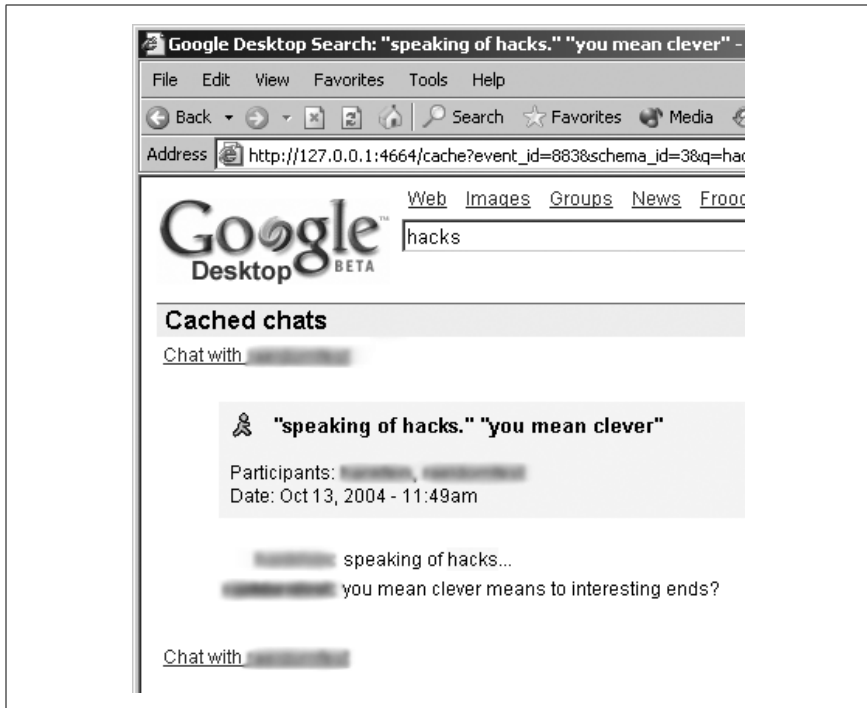 Google Desktop Search: "speaking of hacks." "you mean clever" -
File Edit View Favorites Tools Help
Back Search Favorites Media
Address http://127.0.0.1:4664/cache?event_id=883&schema_id=3&q=hac
Web Images Groups News Froog
Google™
Desktop BETA
hacks
Cached chats
Chat with
"speaking of hacks." "you mean clever"
Participants:
Date: Oct 13, 2004 - 11:49am
speaking of hacks...
you mean clever means to interesting ends?
Chat with